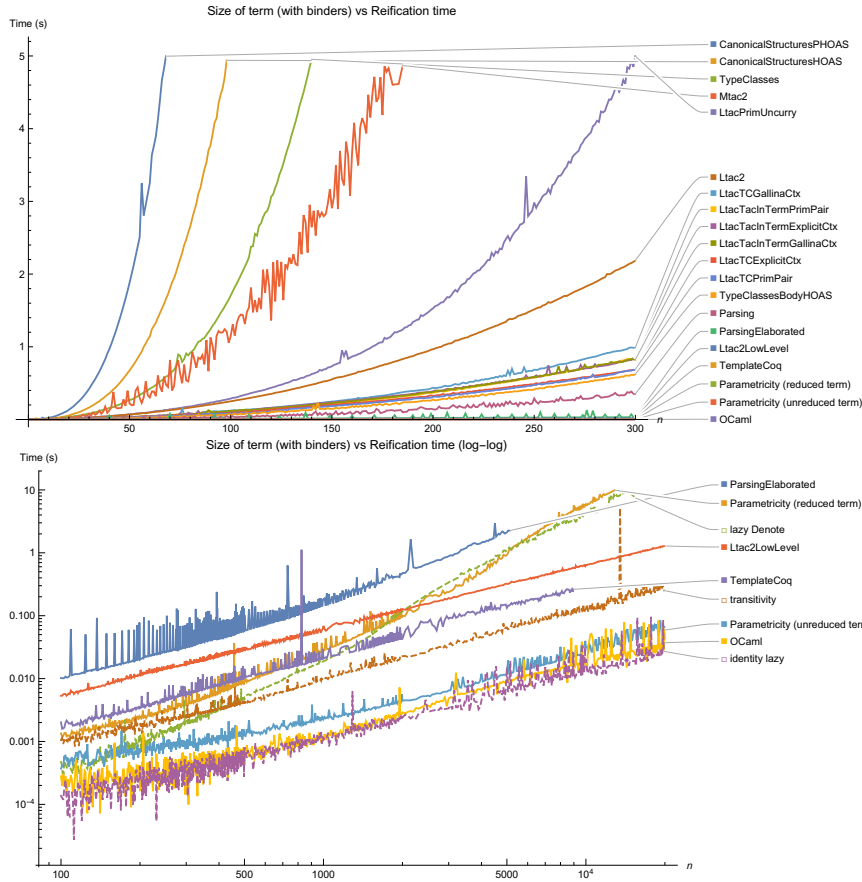 Size of term (with binders) vs Reification time
Time (s)
5
4
3
2
1
50
100
150
200
250
300
n
CanonicalStructuresPHOAS
CanonicalStructuresHOAS
TypeClasses
Mtac2
LtacPrimUncurry
Ltac2
LtacTCGallinaCtx
LtacTacInTermPrimPair
LtacTacInTermExplicitCtx
LtacTacInTermGallinaCtx
LtacTCExplicitCtx
LtacTCPrimPair
TypeClassesBodyHOAS
Parsing
ParsingElaborated
Ltac2LowLevel
TemplateCoq
Parametricity (reduced term)
Parametricity (unreduced term)
OCaml
Size of term (with binders) vs Reification time (log-log)
Time (s)
10
1
0.100
0.010
0.001
10⁻⁴
100
500
1000
5000
10⁴
n
ParsingElaborated
Parametricity (reduced term)
lazy Denote
Ltac2LowLevel
TemplateCoq
transitivity
Parametricity (unreduced term
OCaml
identity lazy